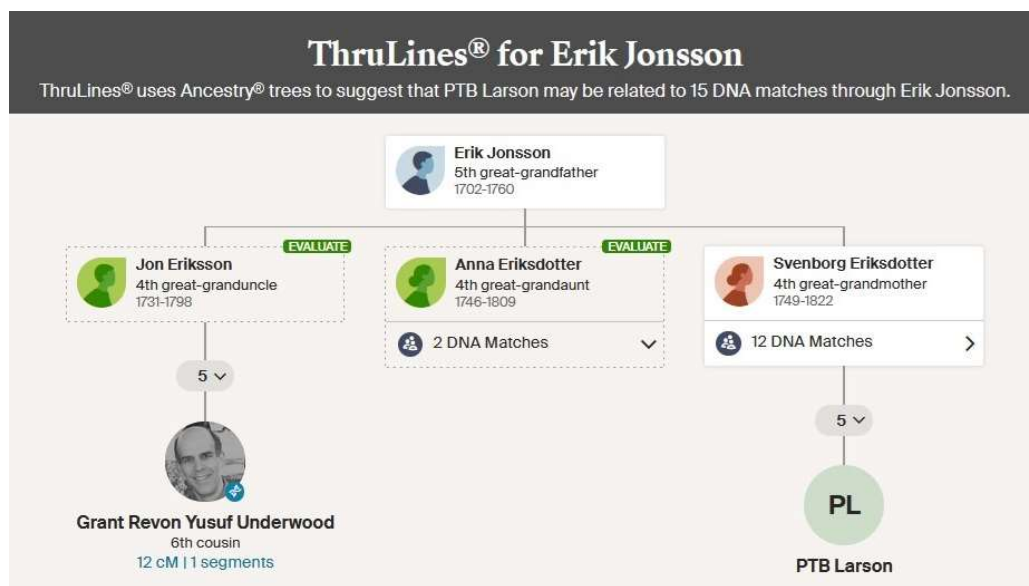 ThruLines® for Erik Jonsson
ThruLines® uses Ancestry® trees to suggest that PTB Larson may be related to 15 DNA matches through Erik Jonsson.
Erik Jonsson
5th great-grandfather
1702-1760
EVALUATE
Jon Eriksson
4th great-granduncle
1731-1798
EVALUATE
Anna Eriksdotter
4th great-grandaunt
1746-1809
2 DNA Matches
Svenborg Eriksdotter
4th great-grandmother
1749-1822
12 DNA Matches
5
Grant Revon Yusuf Underwood
6th cousin
12 cM | 1 segments
5
PL
PTB Larson